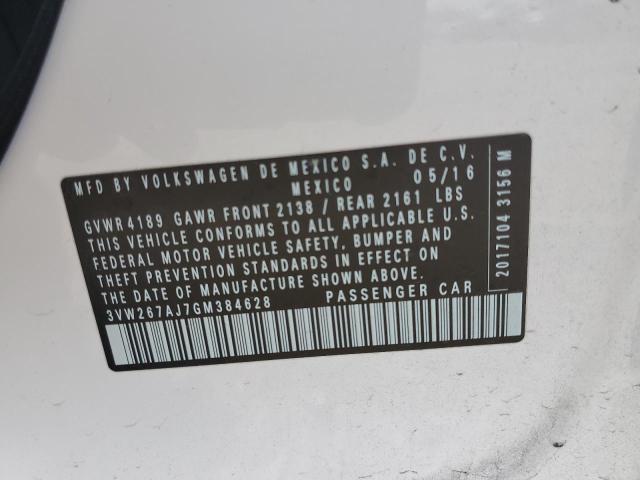 MFD BY VOLKSWAGEN DE MEXICO S.A. DE C.V.
MEXICO 05/16
GVWR 4189 GAWR FRONT 2138 / REAR 2161 LBS
THIS VEHICLE CONFORMS TO ALL APPLICABLE U.S.
FEDERAL MOTOR VEHICLE SAFETY, BUMPER AND
THEFT PREVENTION STANDARDS IN EFFECT ON
THE DATE OF MANUFACTURE SHOWN ABOVE.
3VW267AJ7GM384628 PASSENGER CAR
2017104 3156 M